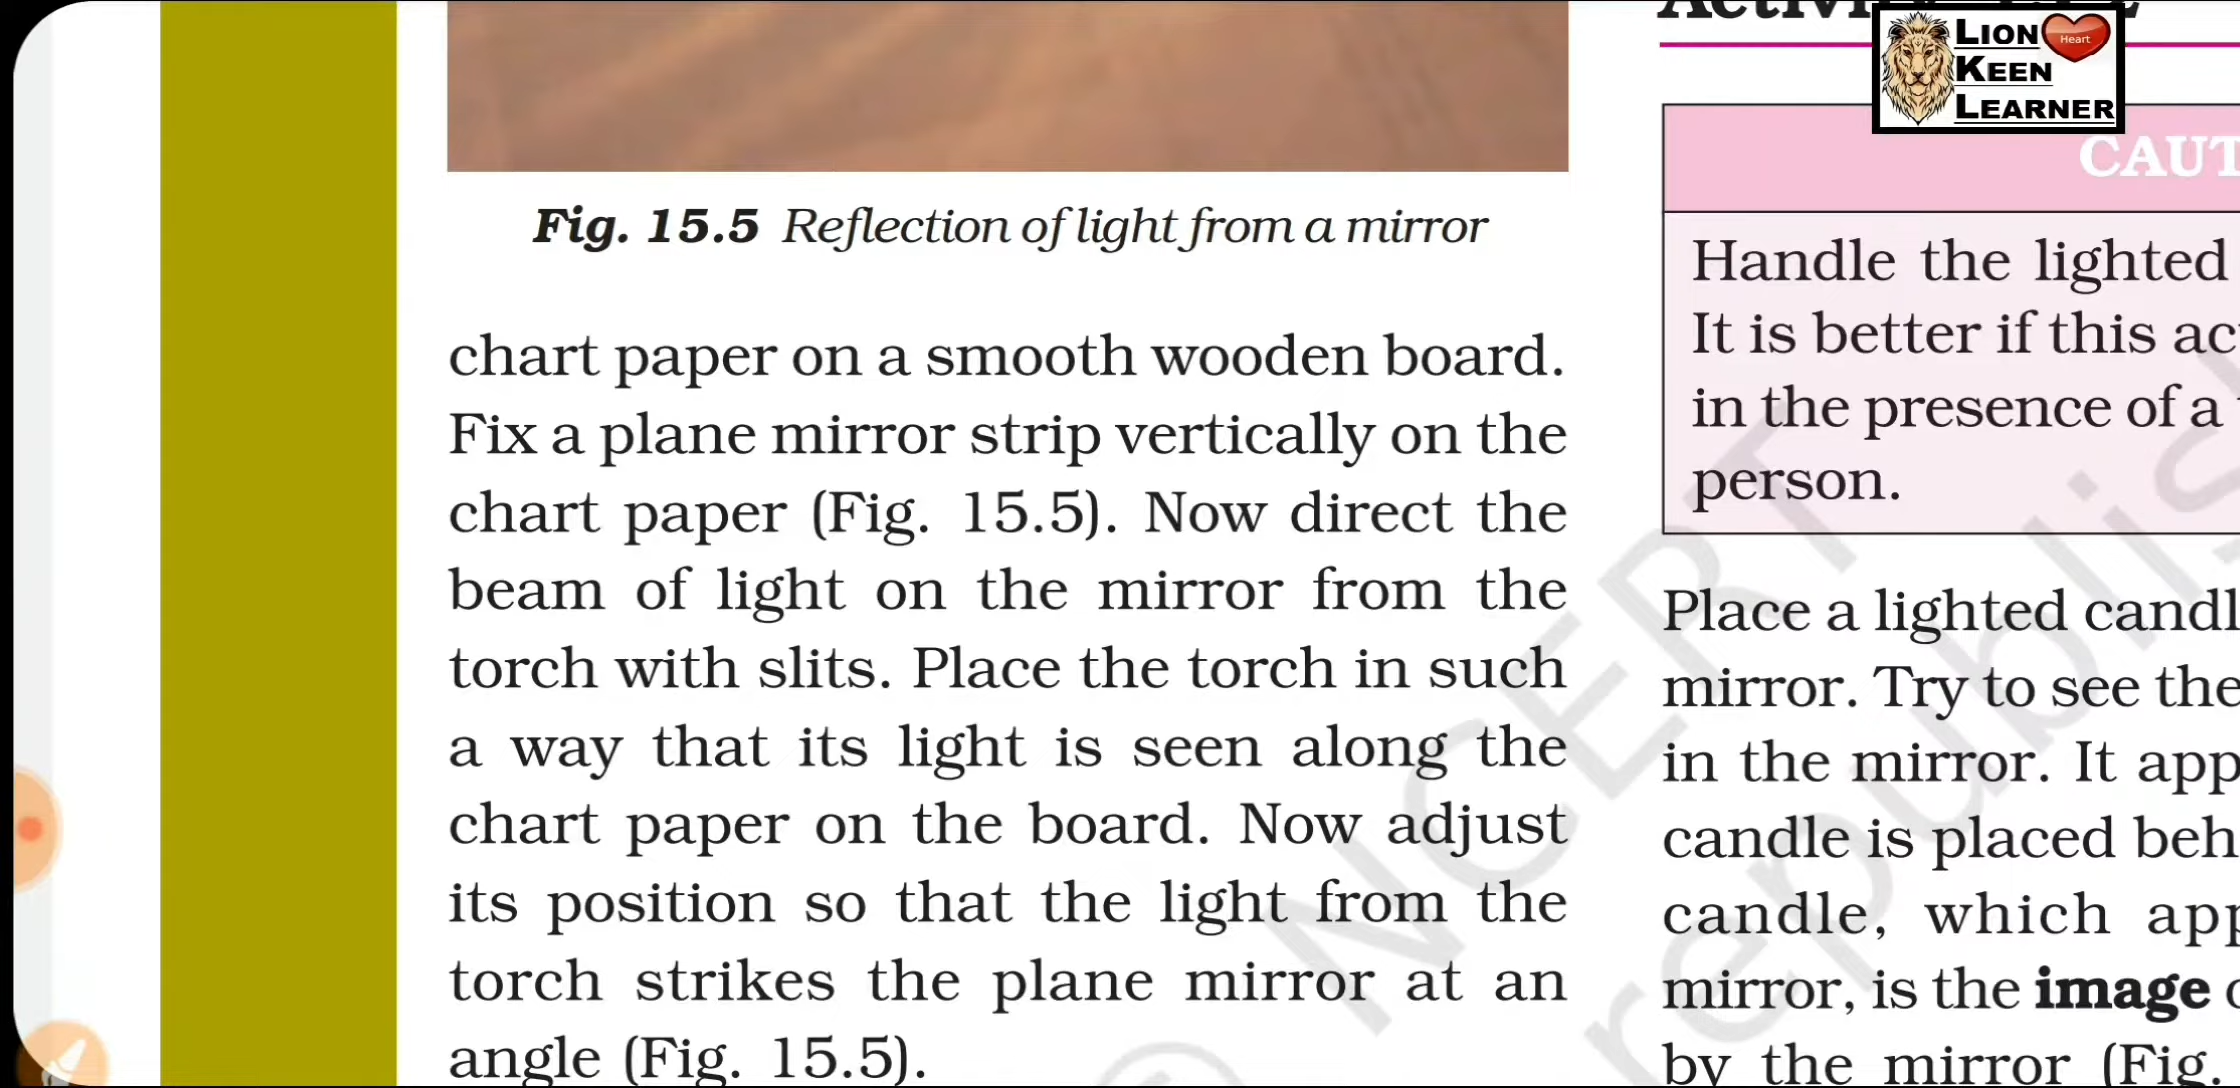 LION Heart
KEEN
LEARNER
Fig. 15.5 Reflection of light from a mirror
chart paper on a smooth wooden board.
Fix a plane mirror strip vertically on the
chart paper (Fig. 15.5). Now direct the
beam of light on the mirror from the
torch with slits. Place the torch in such
a way that its light is seen along the
chart paper on the board. Now adjust
its position so that the light from the
torch strikes the plane mirror at an
angle (Fig. 15.5).
Handle the lighted
It is better if this
in the presence of a
person.
Place a lighted
mirror. Try to see the
in the mirror. It
candle is placed
candle, which
mirror, is the image
by the mirror (Fig.
NCERT